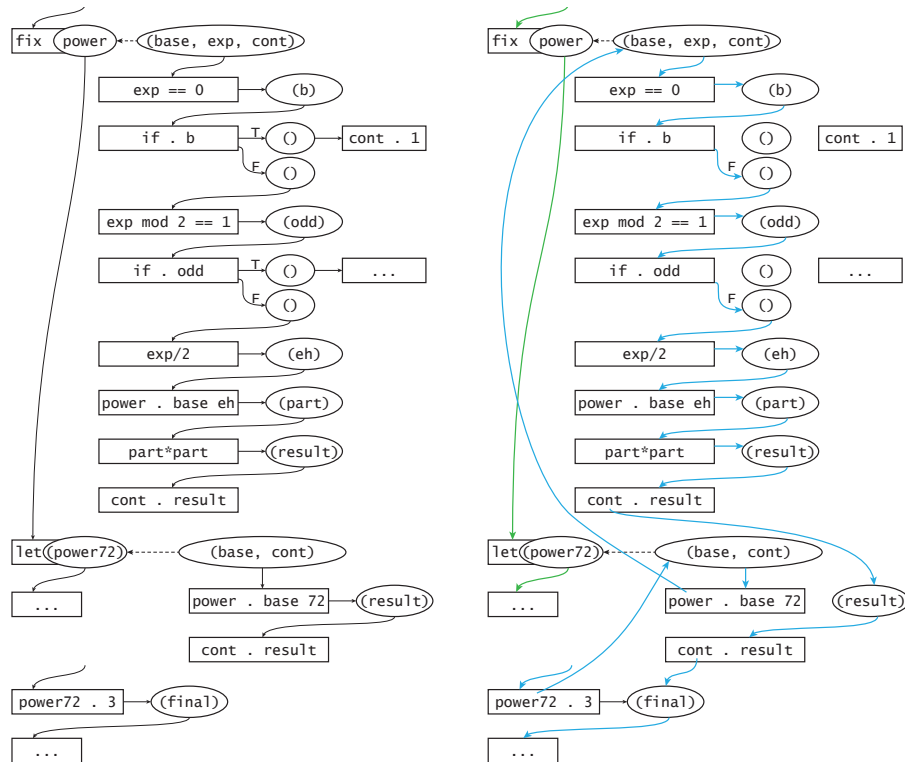 fix power (base, exp, cont)
exp == 0 (b)
if . b T () cont . 1
F ()
exp mod 2 == 1 (odd)
if . odd T () ...
F ()
exp/2 (eh)
power . base eh (part)
part*part (result)
cont . result
let (power72) (base, cont)
... power . base 72 (result)
cont . result
power72 . 3 (final)
...
fix power (base, exp, cont)
exp == 0 (b)
if . b () cont . 1
F ()
exp mod 2 == 1 (odd)
if . odd () ...
F ()
exp/2 (eh)
power . base eh (part)
part*part (result)
cont . result
let (power72) (base, cont)
... power . base 72 (result)
cont . result
power72 . 3 (final)
...